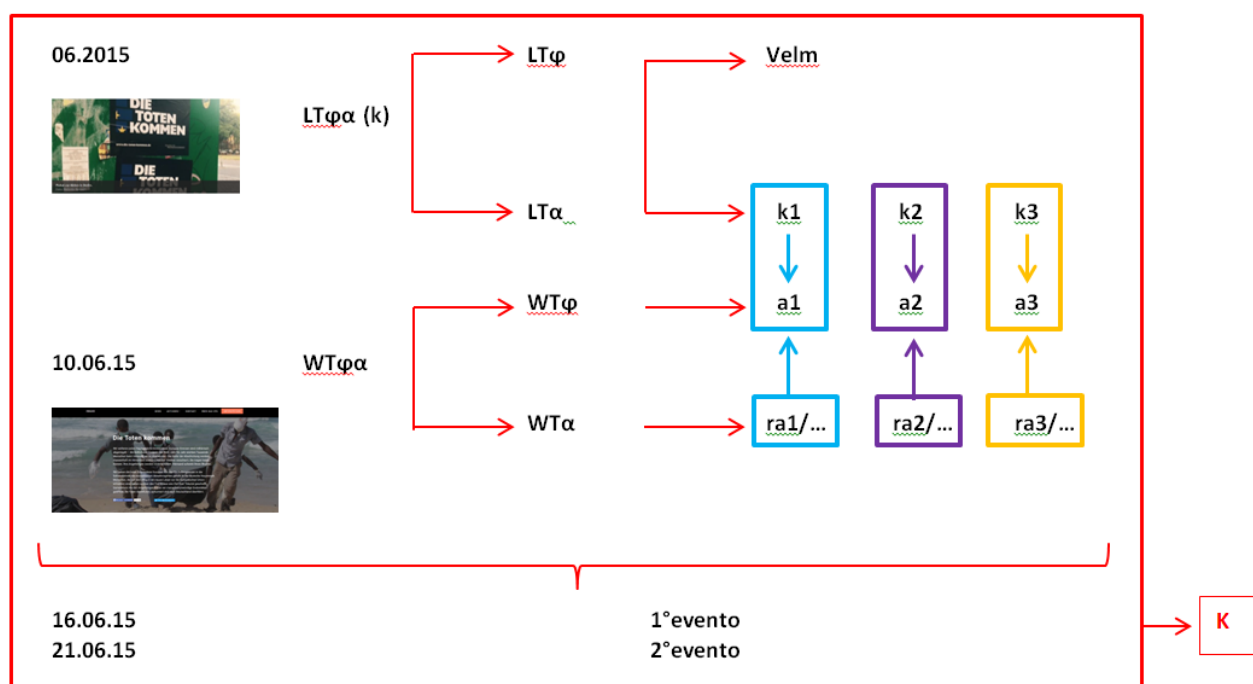 06.2015
LTφ
Velm
DIE
TOTEN
KOMMEN
DIE
TOTEN
KOMMEN
LTφα (k)
LTα
k1
k2
k3
WTφ
a1
a2
a3
10.06.15
WTφα
Die Toten kommen
WTα
ra1/...
ra2/...
ra3/...
16.06.15
1°evento
21.06.15
2°evento
K